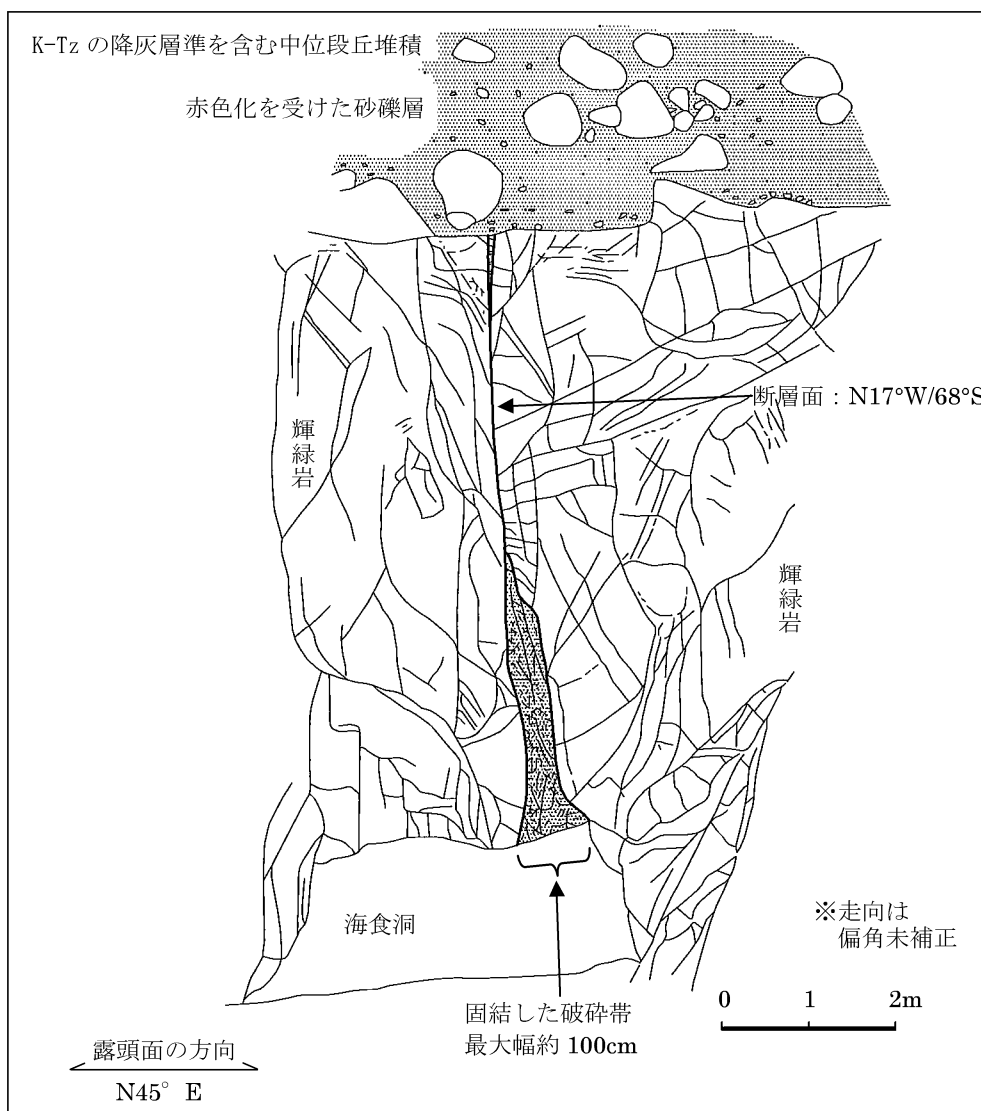 K-Tz の降灰層準を含む中位段丘堆積
赤色化を受けた砂礫層
断層面：N17°W/68°S
輝緑岩
輝緑岩
海食洞
※走向は
偏角未補正
固結した破砕帯
最大幅約 100cm
0 1 2m
露頭面の方向
N45° E